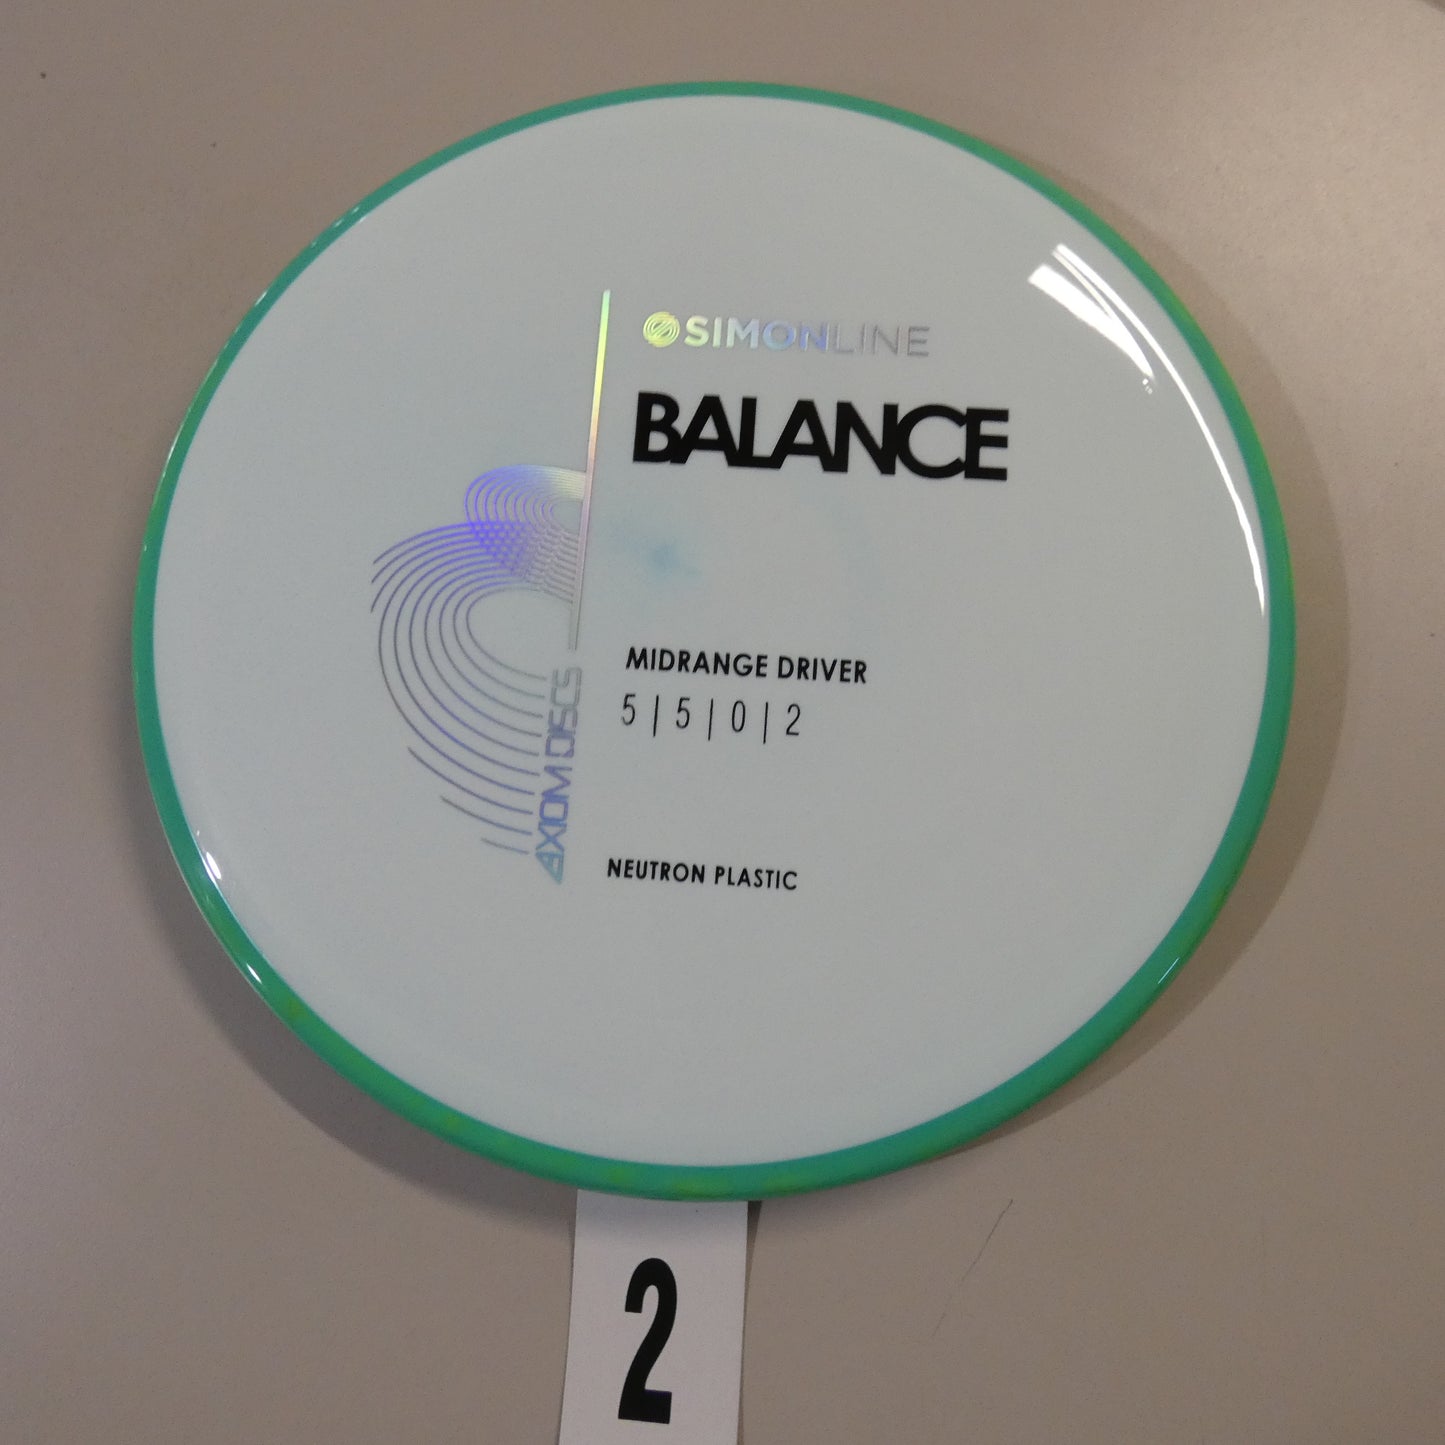 SIMONLINE
BALANCE
MIDRANGE DRIVER
5 | 5 | 0 | 2
AXIOM DISCS
NEUTRON PLASTIC
2